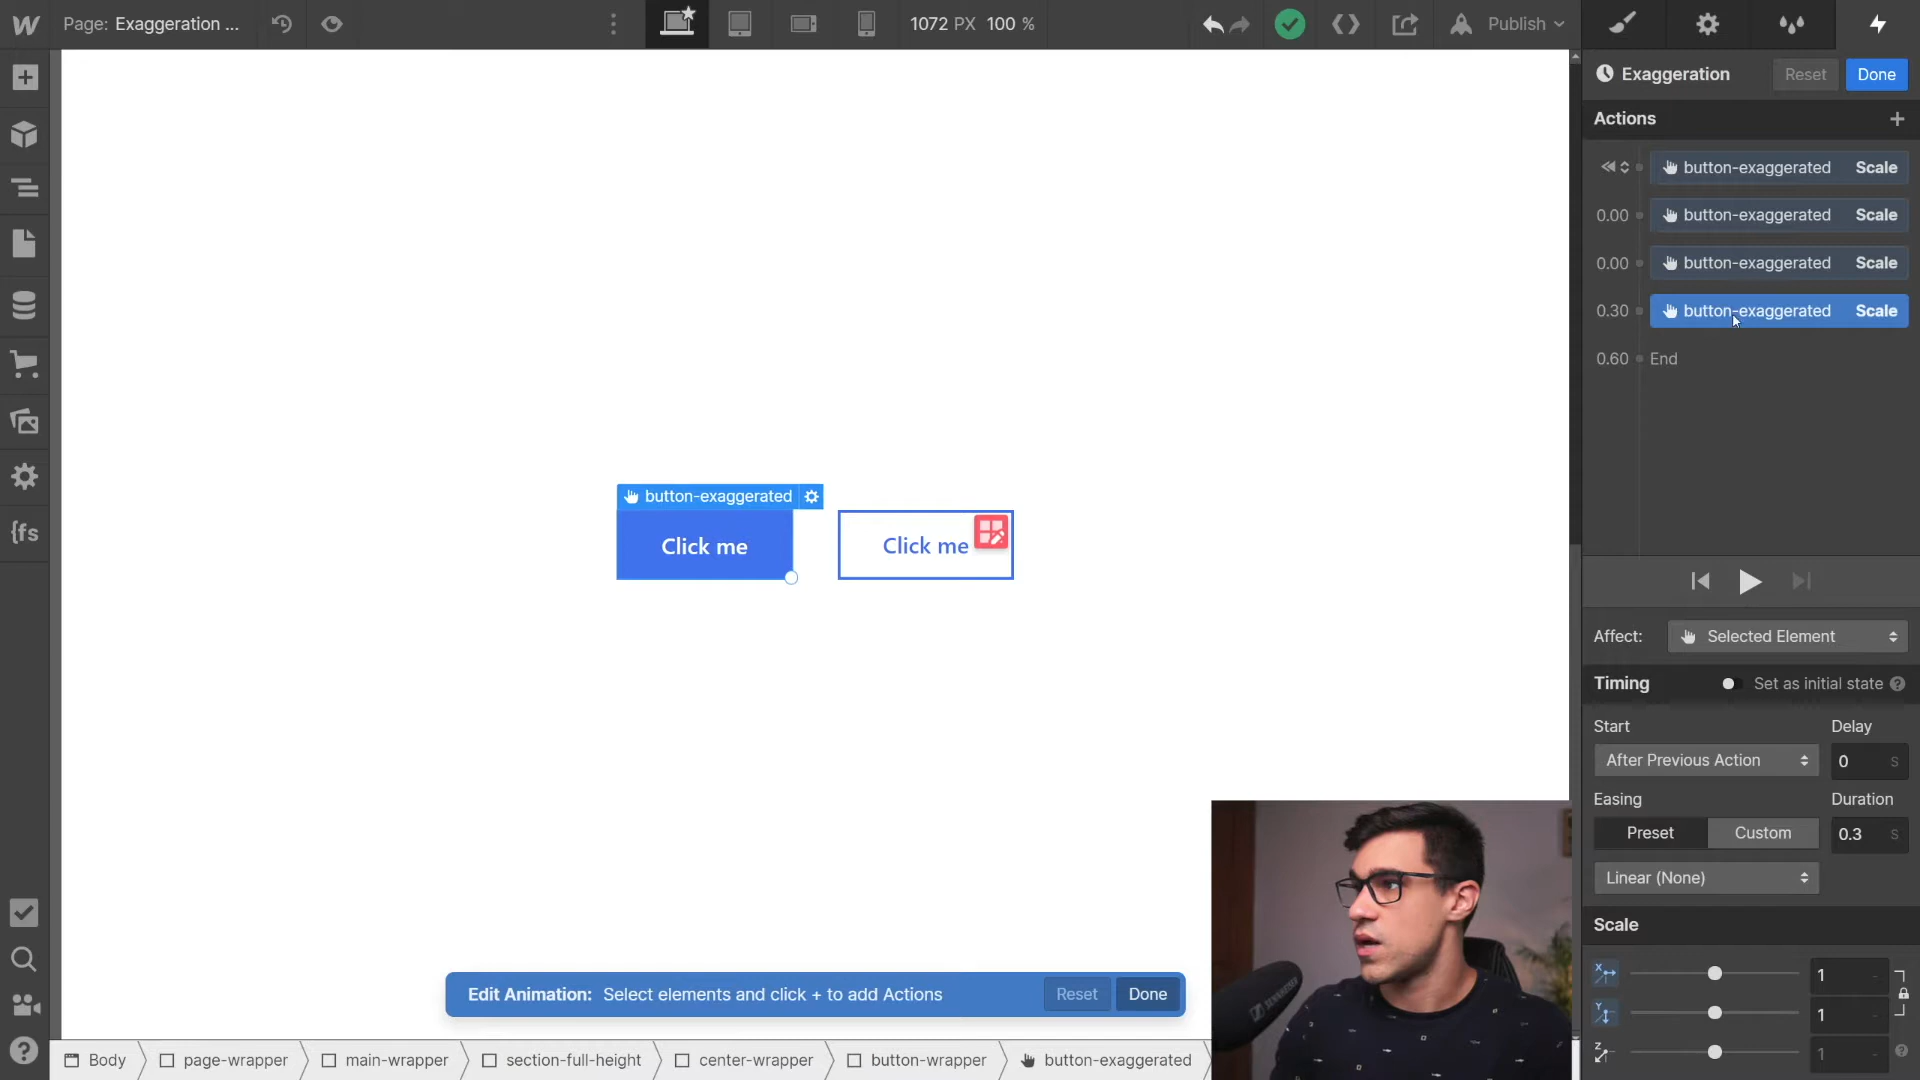 Page: Exaggeration ...
1072 PX 100 %
Publish
Exaggeration
Reset
Done
Actions
button-exaggerated Scale
0.00 button-exaggerated Scale
0.00 button-exaggerated Scale
0.30 button-exaggerated Scale
0.60 End
button-exaggerated
Click me
Click me
Affect: Selected Element
Timing
Set as initial state
Start
Delay
After Previous Action
0 S
Easing
Duration
Preset
Custom
0.3 S
Linear (None)
Scale
X 1 -
Y 1 -
Z 1 -
Edit Animation: Select elements and click + to add Actions
Reset
Done
{fs
SENNHEISER
Body
page-wrapper
main-wrapper
section-full-height
center-wrapper
button-wrapper
button-exaggerated